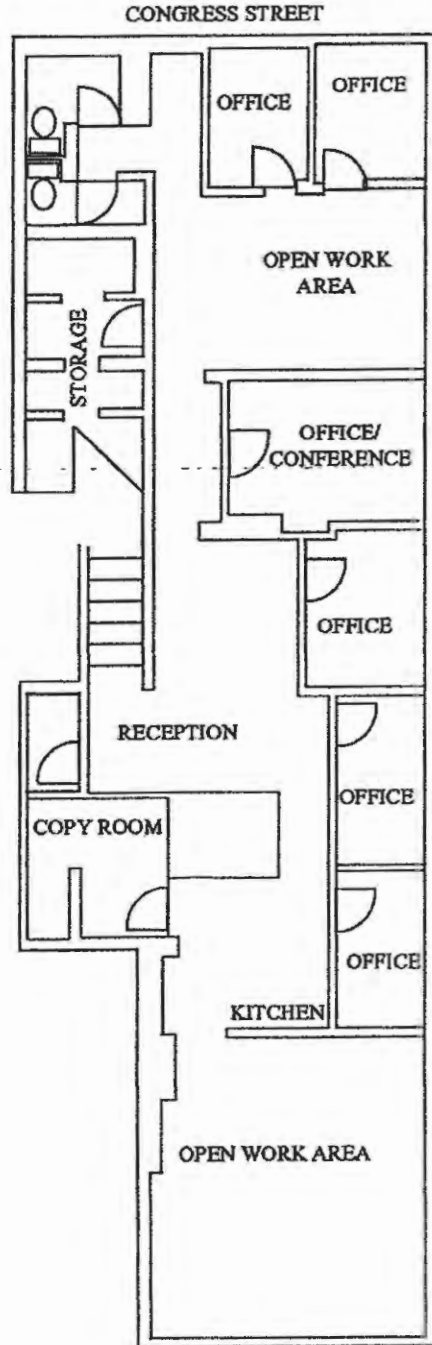 CONGRESS STREET
OFFICE
OFFICE
OPEN WORK
AREA
STORAGE
OFFICE/
CONFERENCE
OFFICE
RECEPTION
OFFICE
COPY ROOM
OFFICE
KITCHEN
OPEN WORK AREA